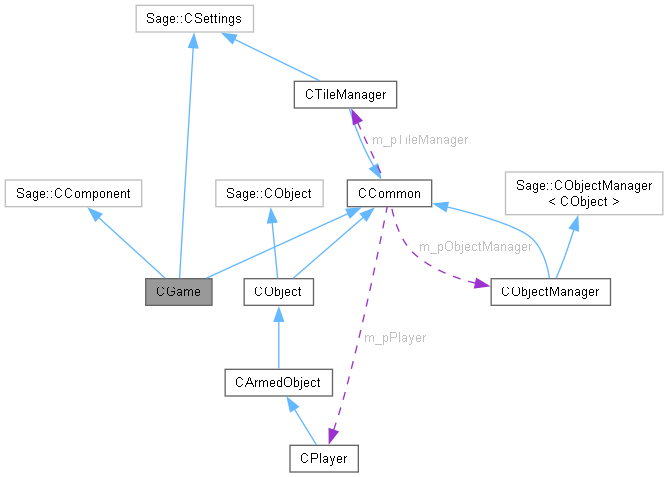 Sage::CSettings
CTileManager
m_pTileManager
Sage::CComponent
Sage::CObject
CCommon
Sage::CObjectManager
< CObject >
m_pObjectManager
CGame
CObject
CObjectManager
m_pPlayer
CArmedObject
CPlayer